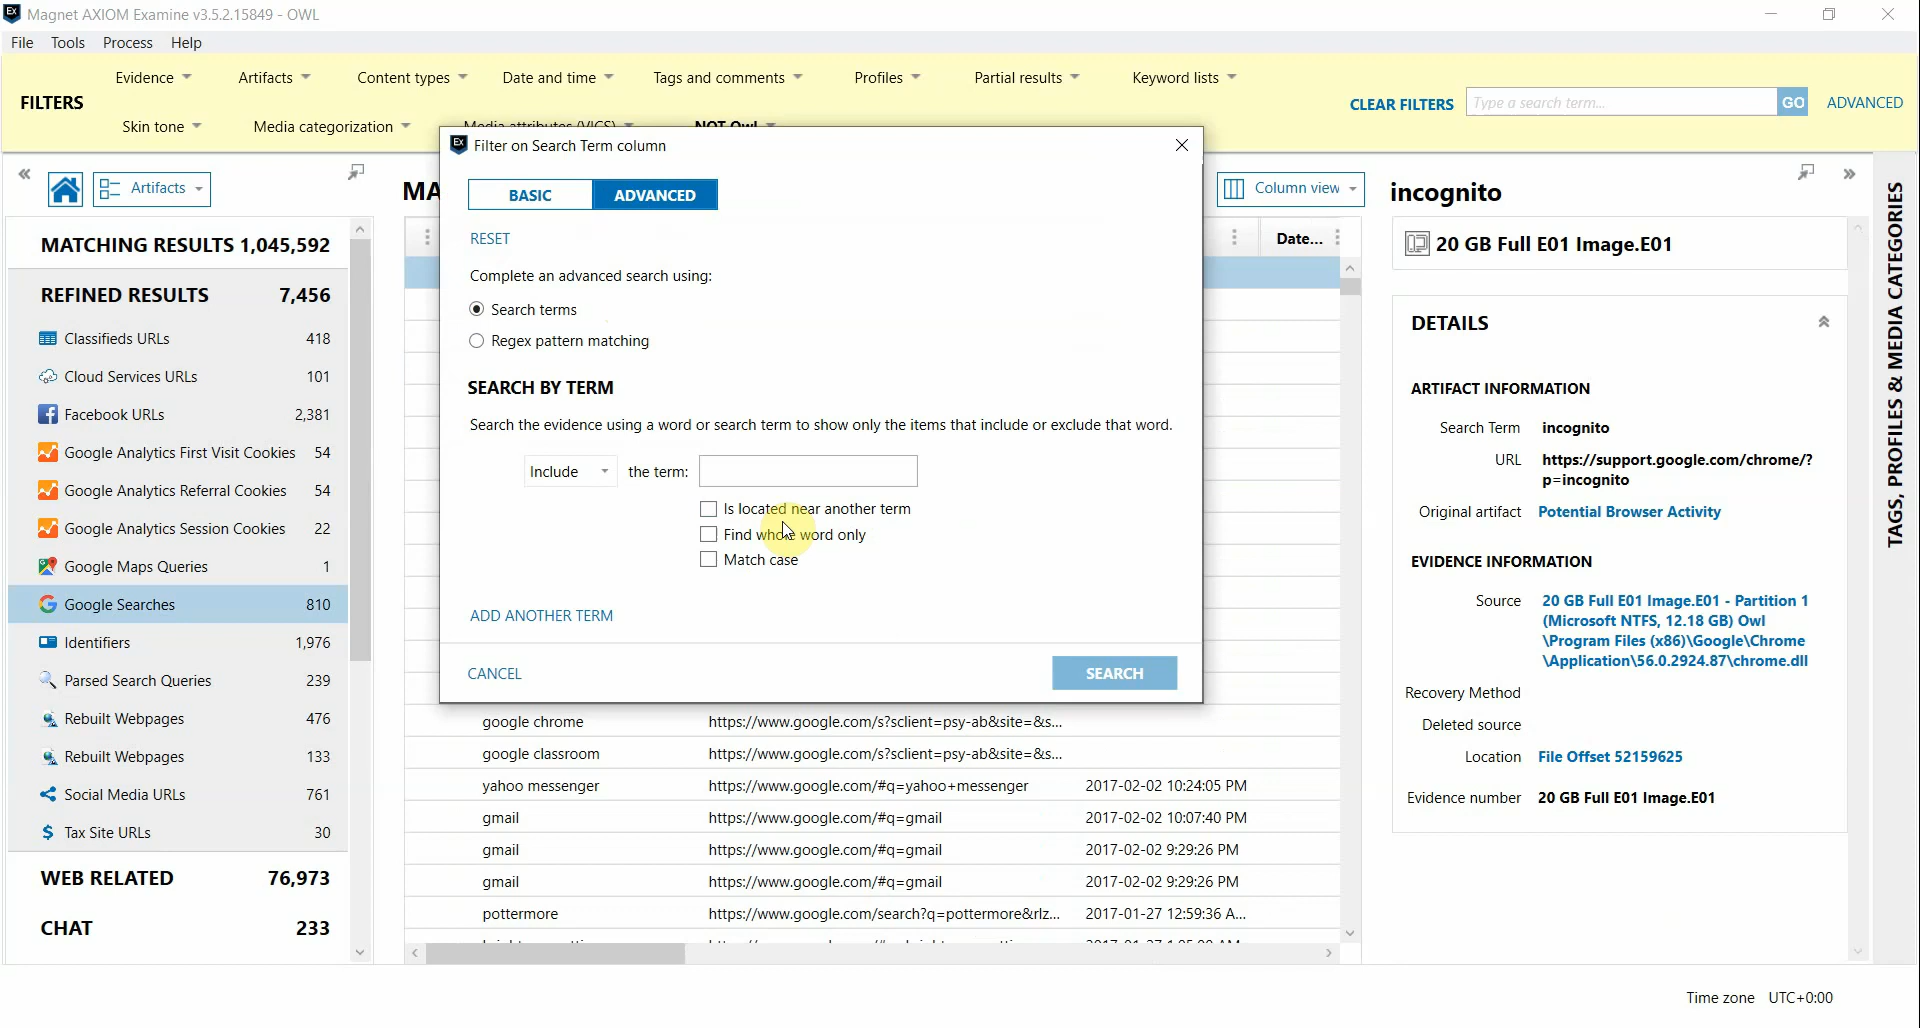 Magnet AXIOM Examine v3.5.2.15849 - OWL
File Tools Process Help
FILTERS
Evidence Artifacts Content types Date and time Tags and comments Profiles Partial results Keyword lists
Skin tone Media categorization Media attributes (VICS) NOT Owl
CLEAR FILTERS Type a search term... GO ADVANCED
Artifacts
MATCHING RESULTS 1,045,592
REFINED RESULTS 7,456
Classifieds URLs 418
Cloud Services URLs 101
Facebook URLs 2,381
Google Analytics First Visit Cookies 54
Google Analytics Referral Cookies 54
Google Analytics Session Cookies 22
Google Maps Queries 1
Google Searches 810
Identifiers 1,976
Parsed Search Queries 239
Rebuilt Webpages 476
Rebuilt Webpages 133
Social Media URLs 761
Tax Site URLs 30
WEB RELATED 76,973
CHAT 233
MA
Column view
Date...
Ex Filter on Search Term column
BASIC ADVANCED
RESET
Complete an advanced search using:
Search terms
Regex pattern matching
SEARCH BY TERM
Search the evidence using a word or search term to show only the items that include or exclude that word.
Include the term:
Is located near another term
Find whole word only
Match case
ADD ANOTHER TERM
CANCEL SEARCH
google chrome https://www.google.com/s?sclient=psy-ab&site=&s...
google classroom https://www.google.com/s?sclient=psy-ab&site=&s...
yahoo messenger https://www.google.com/#q=yahoo+messenger 2017-02-02 10:24:05 PM
gmail https://www.google.com/#q=gmail 2017-02-02 10:07:40 PM
gmail https://www.google.com/#q=gmail 2017-02-02 9:29:26 PM
gmail https://www.google.com/#q=gmail 2017-02-02 9:29:26 PM
pottermore https://www.google.com/search?q=pottermore&rlz... 2017-01-27 12:59:36 A...
incognito
20 GB Full E01 Image.E01
DETAILS
ARTIFACT INFORMATION
Search Term incognito
URL https://support.google.com/chrome/?
p=incognito
Original artifact Potential Browser Activity
EVIDENCE INFORMATION
Source 20 GB Full E01 Image.E01 - Partition 1
(Microsoft NTFS, 12.18 GB) Owl
\Program Files (x86)\Google\Chrome
\Application\56.0.2924.87\chrome.dll
Recovery Method
Deleted source
Location File Offset 52159625
Evidence number 20 GB Full E01 Image.E01
TAGS, PROFILES & MEDIA CATEGORIES
Time zone UTC+0:00